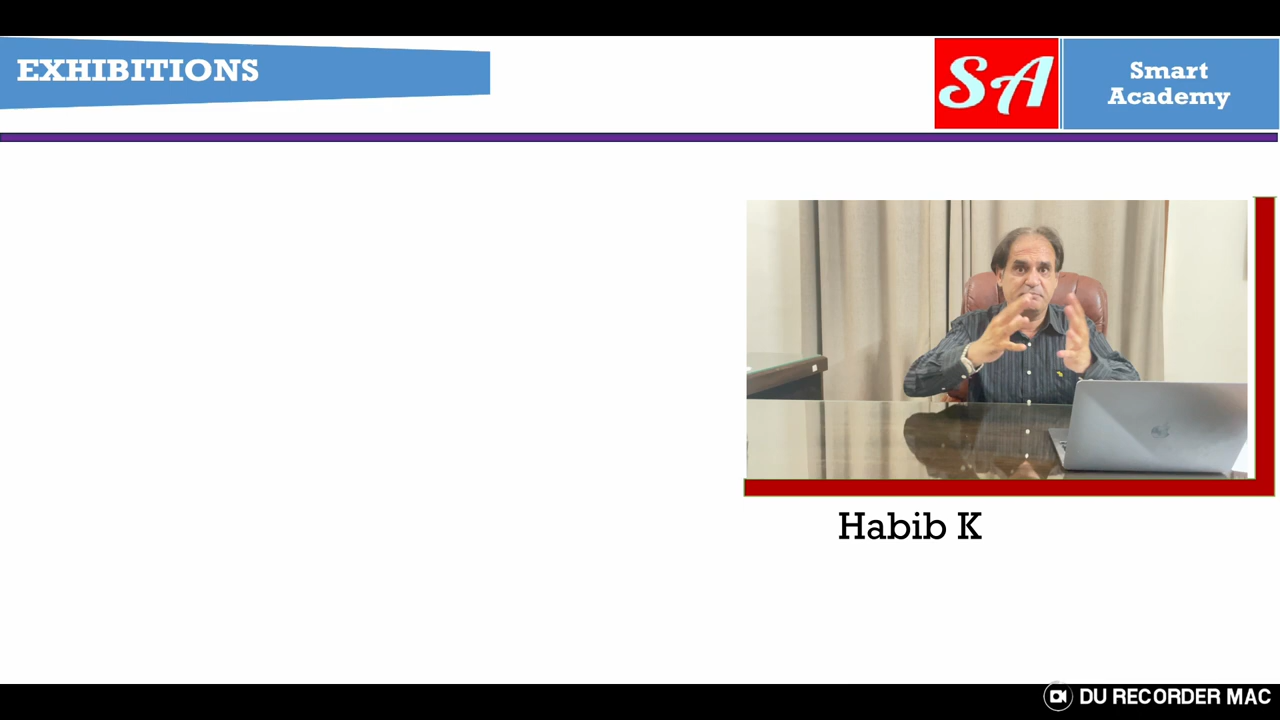 EXHIBITIONS
SA
Smart
Academy
Habib K
DU RECORDER MAC